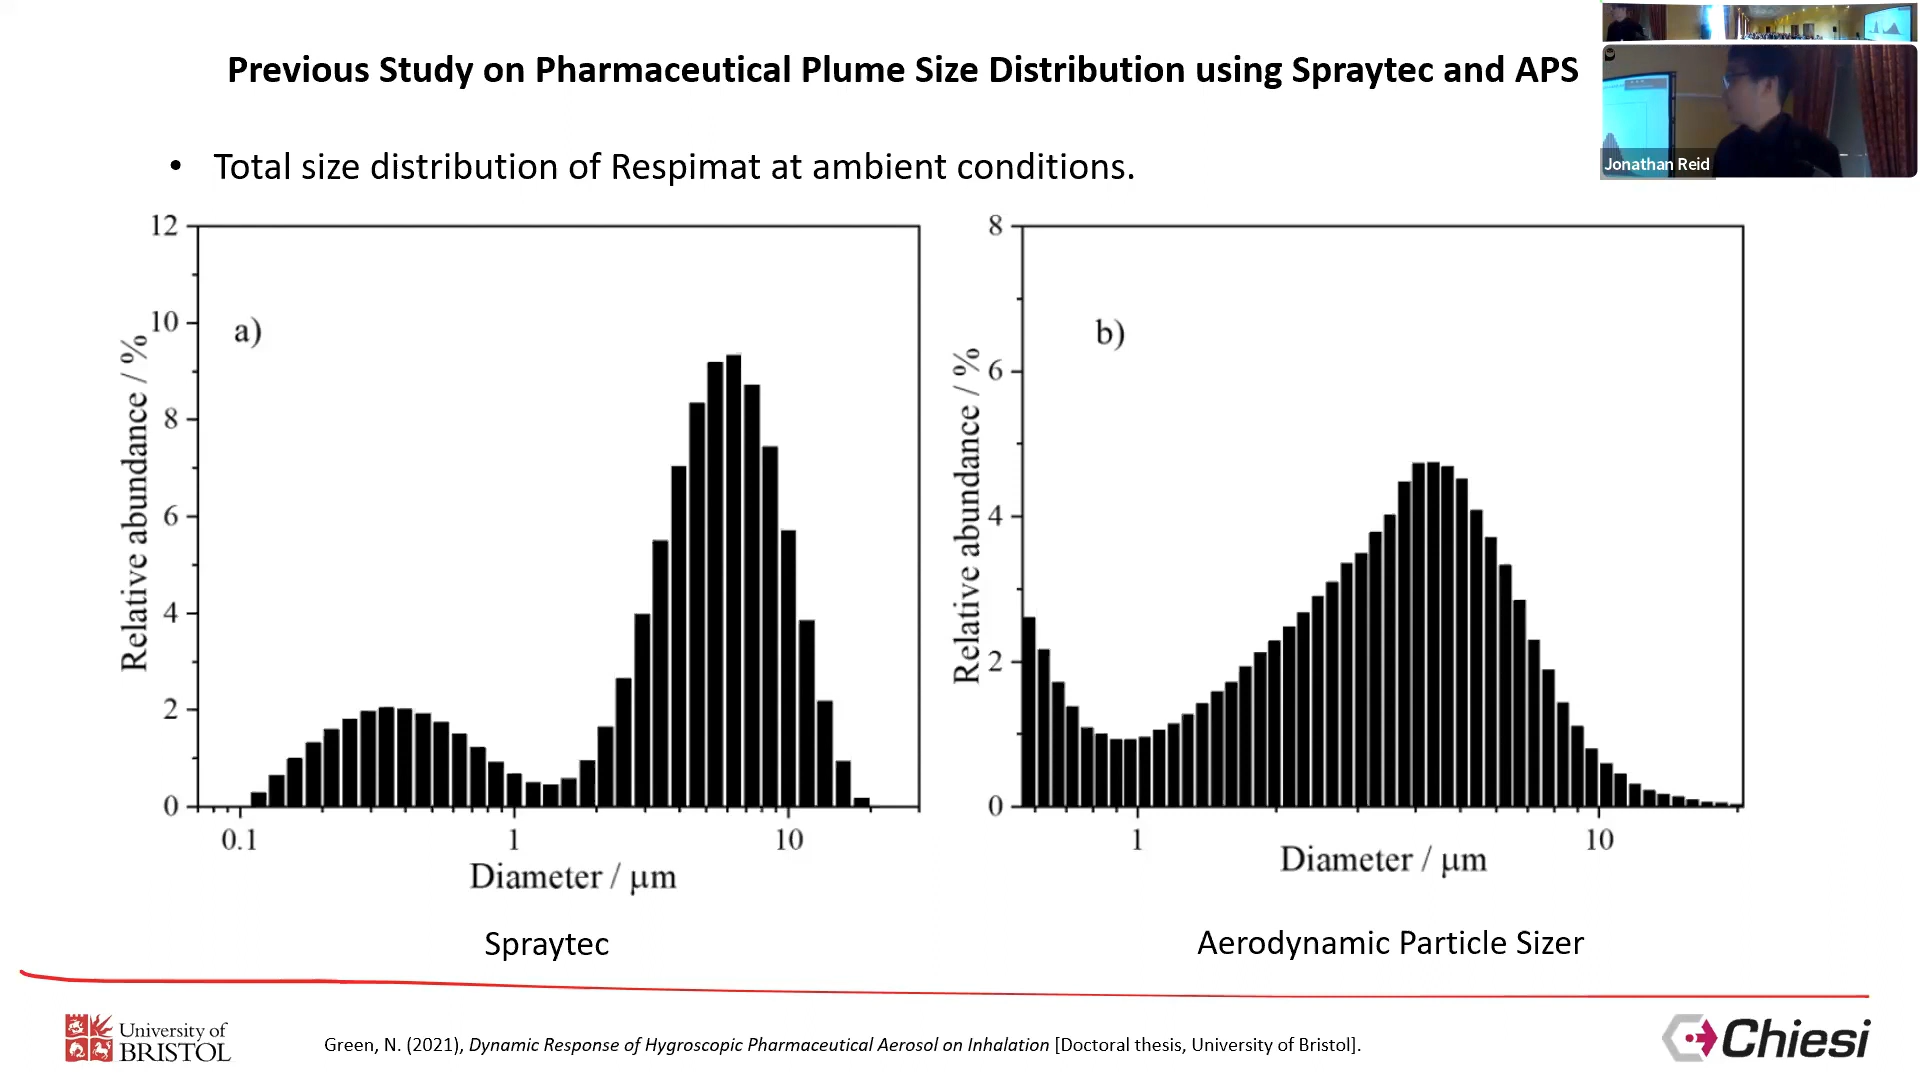 Previous Study on Pharmaceutical Plume Size Distribution using Spraytec and APS
Jonathan Reid
• Total size distribution of Respimat at ambient conditions.
12
10
8
6
4
2
0
Relative abundance / %
a)
0.1
1
10
Diameter / μm
Spraytec
8
6
4
2
0
Relative abundance / %
b)
1
10
Diameter / μm
Aerodynamic Particle Sizer
University of
BRISTOL
Green, N. (2021), Dynamic Response of Hygroscopic Pharmaceutical Aerosol on Inhalation [Doctoral thesis, University of Bristol].
Chiesi